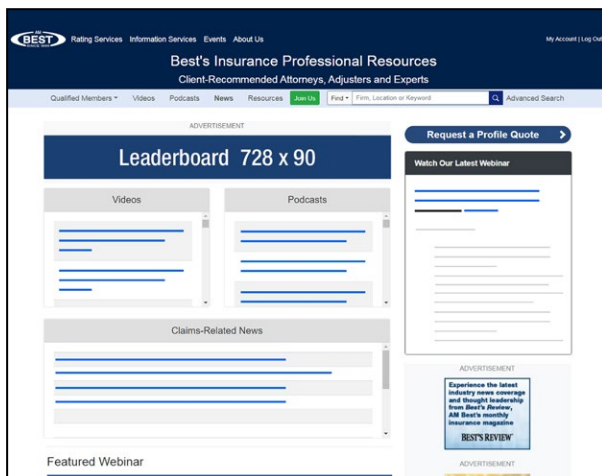 AM
BEST
SINCE 1899
Rating Services Information Services Events About Us
My Account | Log Out
Best's Insurance Professional Resources
Client-Recommended Attorneys, Adjusters and Experts
Qualified Members Videos Podcasts News Resources Join Us Find Firm, Location or Keyword Advanced Search
ADVERTISEMENT
Leaderboard 728 x 90
Videos
Podcasts
Claims-Related News
Featured Webinar
Request a Profile Quote
Watch Our Latest Webinar
ADVERTISEMENT
Experience the latest
industry news coverage
and thought leadership
from Best's Review,
AM Best's monthly
insurance magazine
BEST'S REVIEW
ADVERTISEMENT